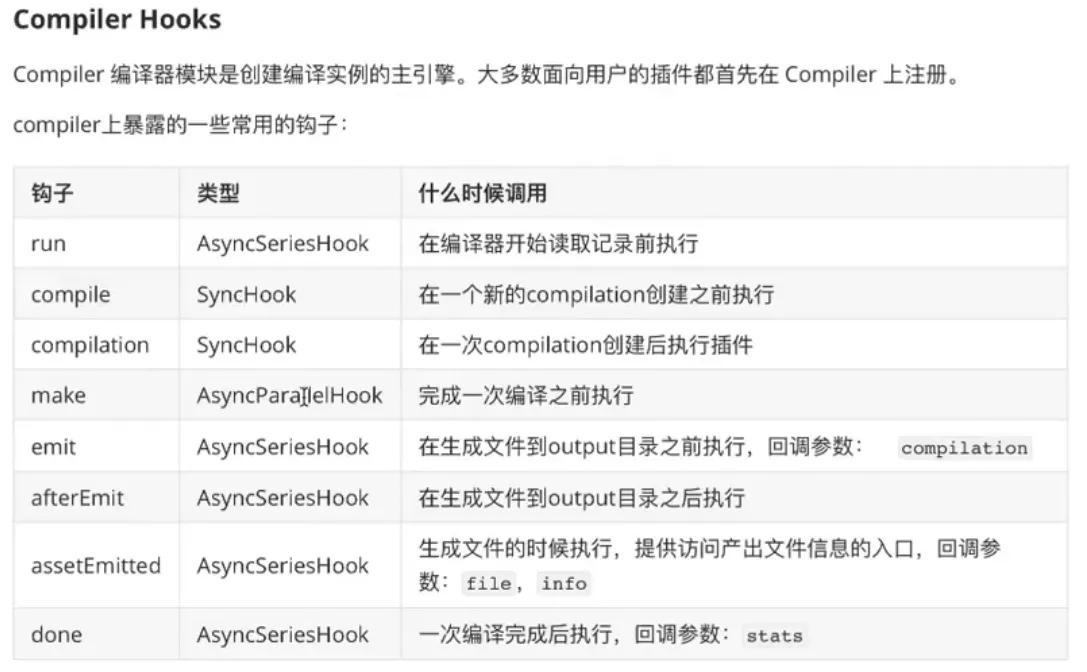 Compiler Hooks
Compiler 编译器模块是创建编译实例的主引擎。大多数面向用户的插件都首先在 Compiler 上注册。
compiler上暴露的一些常用的钩子：
钩子 类型 什么时候调用
run AsyncSeriesHook 在编译器开始读取记录前执行
compile SyncHook 在一个新的compilation创建之前执行
compilation SyncHook 在一次compilation创建后执行插件
make AsyncParallelHook 完成一次编译之前执行
emit AsyncSeriesHook 在生成文件到output目录之前执行，回调参数： compilation
afterEmit AsyncSeriesHook 在生成文件到output目录之后执行
assetEmitted AsyncSeriesHook 生成文件的时候执行，提供访问产出文件信息的入口，回调参
数：file，info
done AsyncSeriesHook 一次编译完成后执行，回调参数：stats